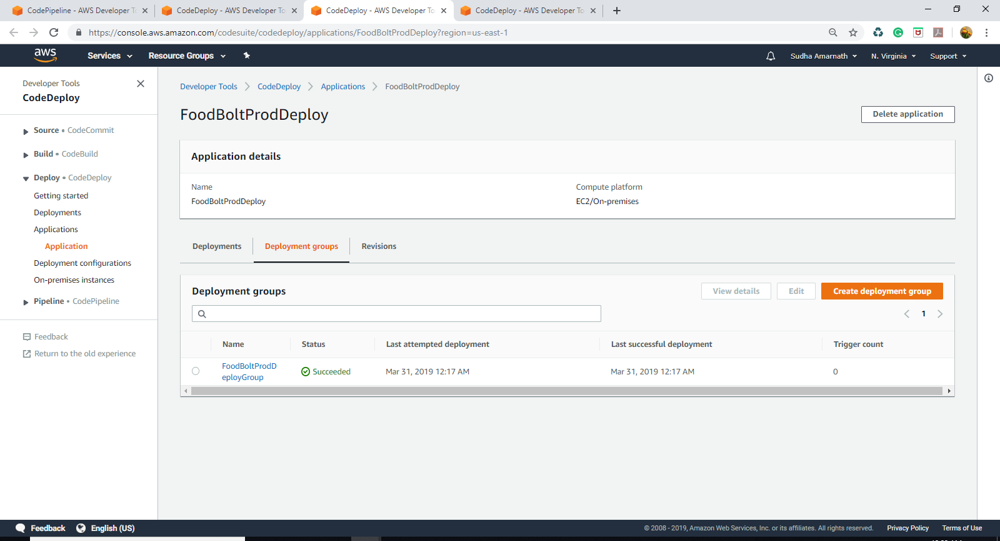 CodePipeline - AWS Developer T
CodeDeploy - AWS Developer To
CodeDeploy - AWS Developer To
CodeDeploy - AWS Developer To
https://console.aws.amazon.com/codesuite/codedeploy/applications/FoodBoltProdDeploy?region=us-east-1
aws
Services
Resource Groups
Sudha Amarnath
N. Virginia
Support
Developer Tools
CodeDeploy
Source • CodeCommit
Build • CodeBuild
Deploy • CodeDeploy
Getting started
Deployments
Applications
Application
Deployment configurations
On-premises instances
Pipeline • CodePipeline
Feedback
Return to the old experience
Developer Tools
CodeDeploy
Applications
FoodBoltProdDeploy
FoodBoltProdDeploy
Delete application
Application details
Name
FoodBoltProdDeploy
Compute platform
EC2/On-premises
Deployments
Deployment groups
Revisions
Deployment groups
View details
Edit
Create deployment group
1
Name
Status
Last attempted deployment
Last successful deployment
Trigger count
FoodBoltProdD
eployGroup
Succeeded
Mar 31, 2019 12:17 AM
Mar 31, 2019 12:17 AM
0
Feedback
English (US)
© 2008 - 2019, Amazon Web Services, Inc. or its affiliates. All rights reserved.
Privacy Policy
Terms of Use